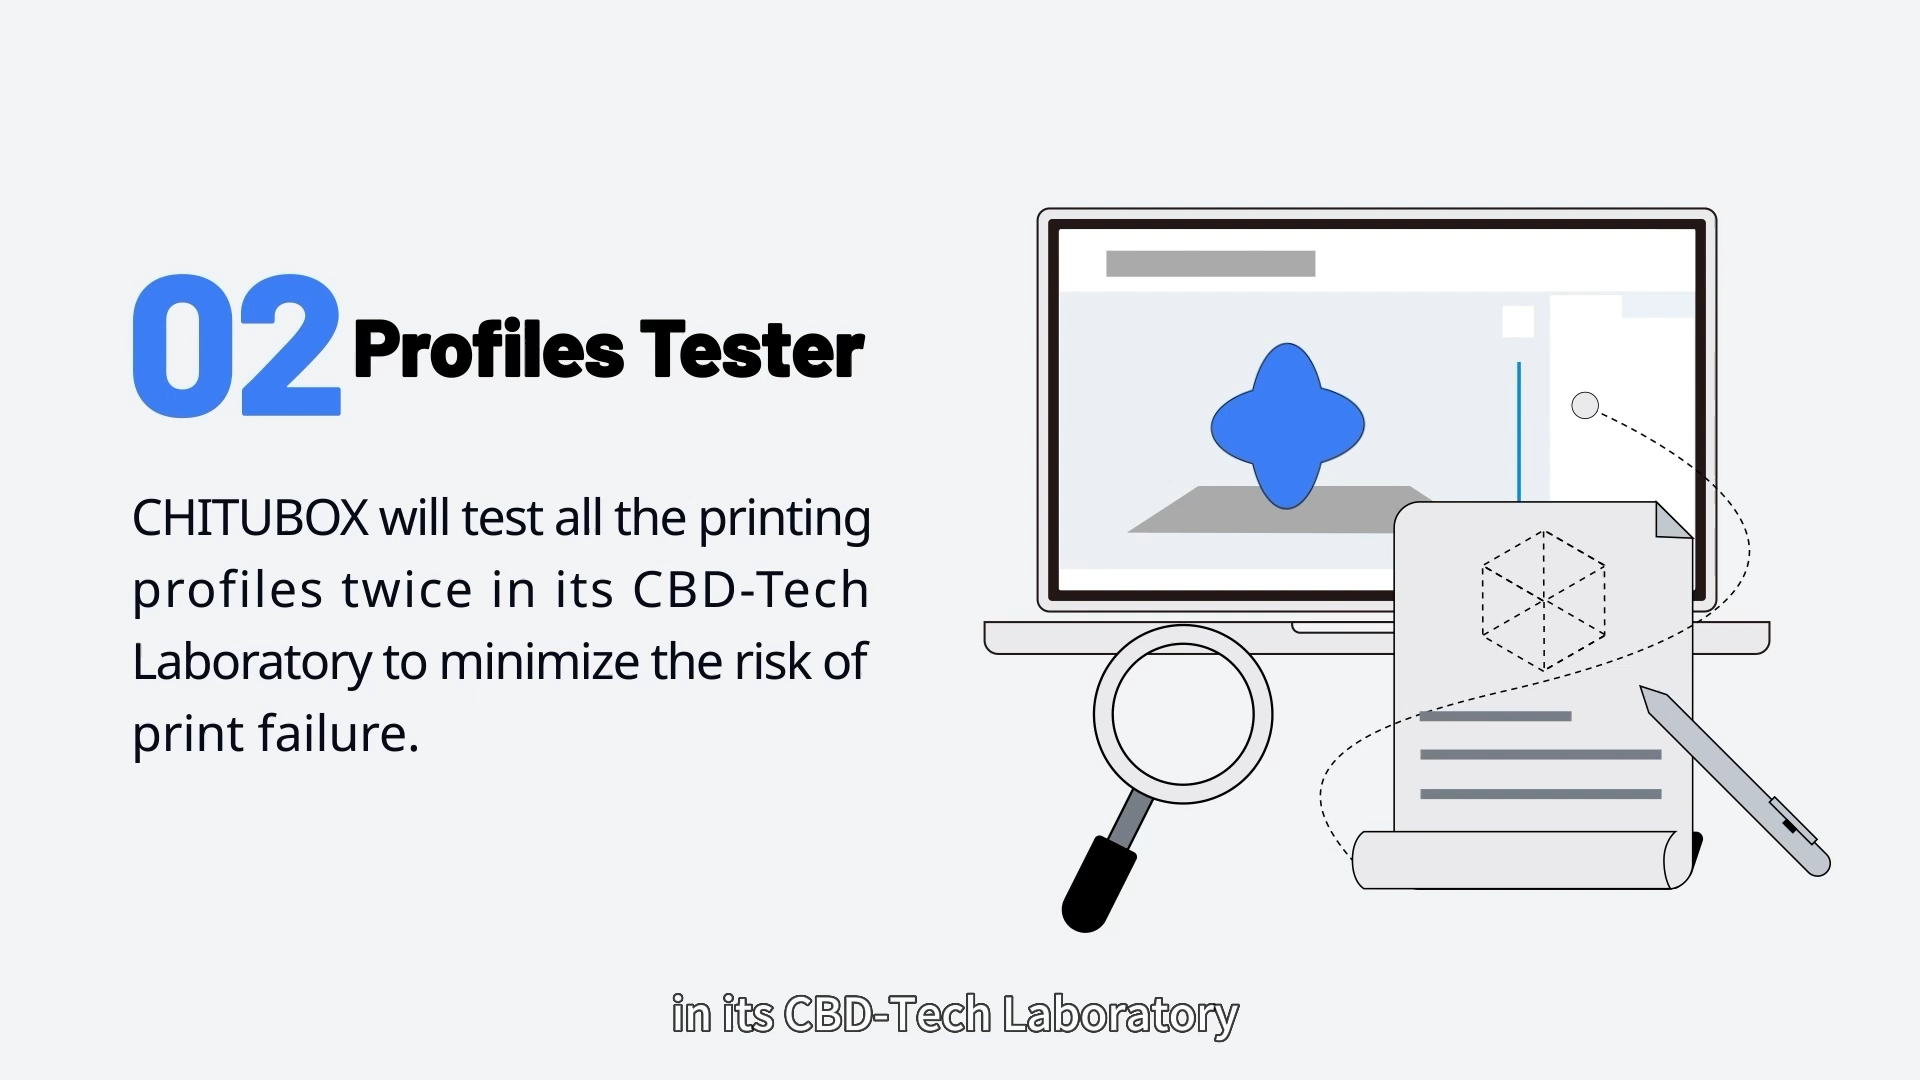 02 Profiles Tester
CHITUBOX will test all the printing
profiles twice in its CBD-Tech
Laboratory to minimize the risk of
print failure.
in its CBD-Tech Laboratory